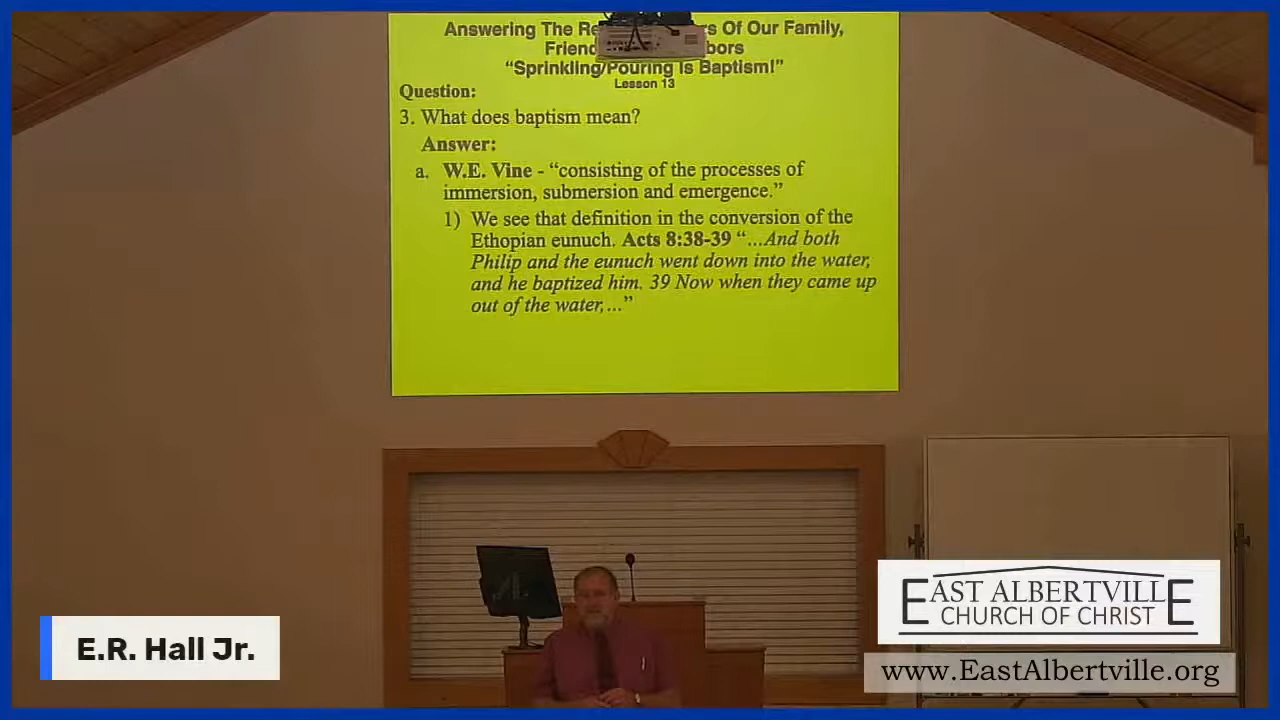 Answering The Re rs Of Our Family,
Frien bors
“Sprinkling/Pouring Is Baptism!”
Lesson 13
Question:
3. What does baptism mean?
Answer:
a. W.E. Vine - “consisting of the processes of
immersion, submersion and emergence.”
1) We see that definition in the conversion of the
Ethopian eunuch. Acts 8:38-39 “...And both
Philip and the eunuch went down into the water,
and he baptized him. 39 Now when they came up
out of the water,...”
E.R. Hall Jr.
EAST ALBERTVILLE
CHURCH OF CHRIST
www.EastAlbertville.org